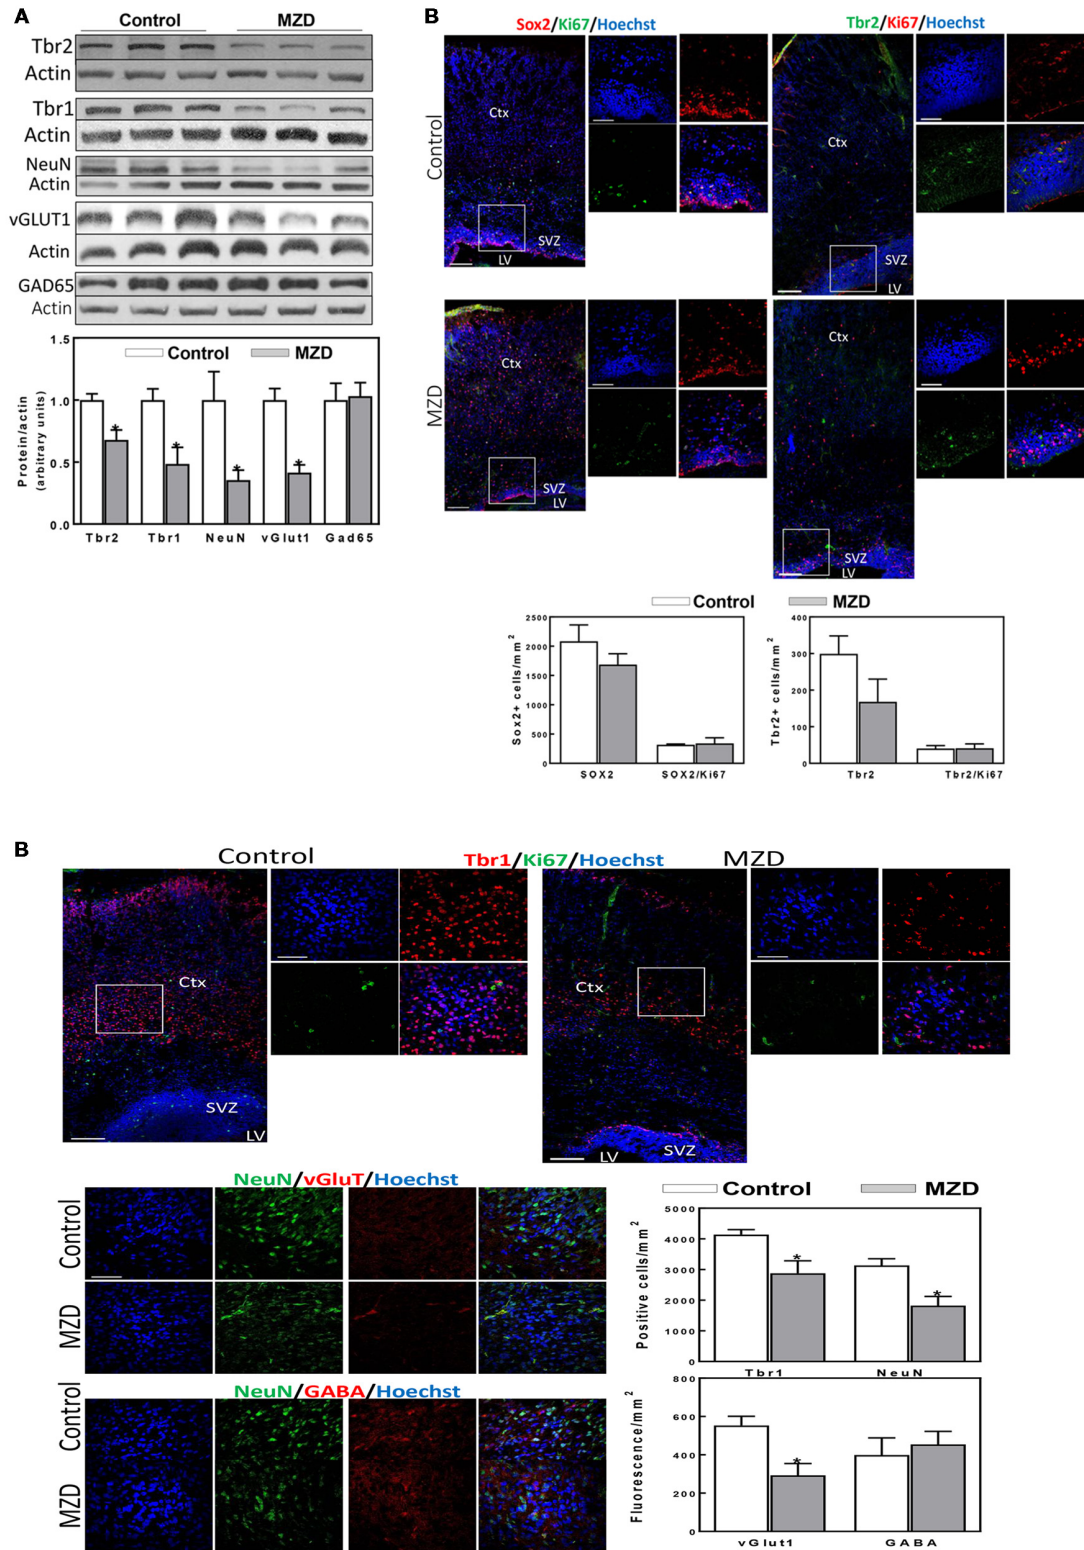 A
Control MZD
Tbr2
Actin
Tbr1
Actin
NeuN
Actin
vGLUT1
Actin
GAD65
Actin
Control MZD
Protein/actin
(arbitrary units)
1.5
1.0
0.5
0.0
* * * *
Tbr2 Tbr1 NeuN vGlut1 Gad65
B
Sox2/Ki67/Hoechst
Tbr2/Ki67/Hoechst
Control
Ctx
SVZ
LV
Ctx
SVZ
LV
MZD
Ctx
SVZ
LV
Ctx
SVZ
LV
Control MZD
Sox2+ cells/mm2
2500
2000
1500
1000
500
0
SOX2 SOX2/Ki67
Tbr2+ cells/mm2
400
300
200
100
0
Tbr2 Tbr2/Ki67
B
Control Tbr1/Ki67/Hoechst MZD
Ctx
SVZ
LV
Ctx
SVZ
LV
NeuN/vGluT/Hoechst
Control
MZD
NeuN/GABA/Hoechst
Control
MZD
Control MZD
Positive cells/mm2
5000
4000
3000
2000
1000
0
* *
Tbr1 NeuN
Fluorescence/mm2
800
600
400
200
0
*
vGlut1 GABA